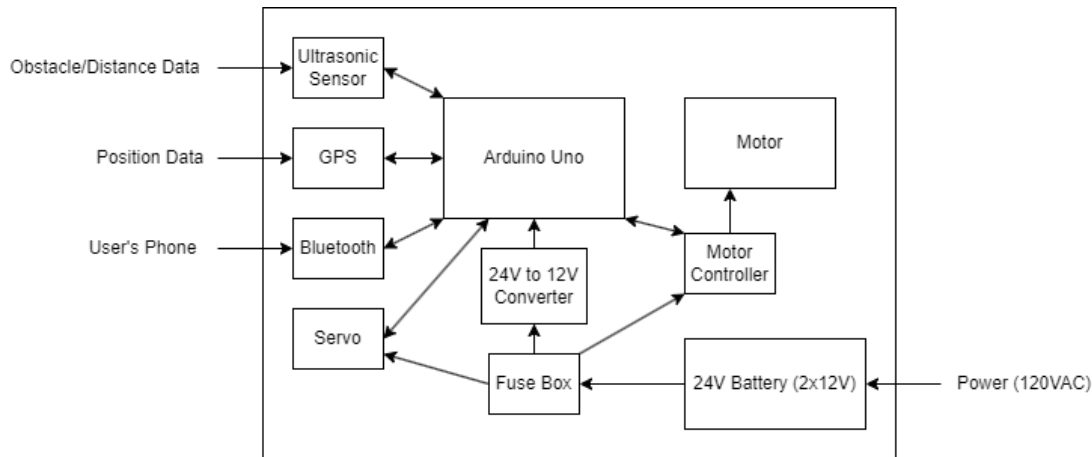 Obstacle/Distance Data
Ultrasonic
Sensor
Position Data
GPS
Arduino Uno
Motor
User's Phone
Bluetooth
24V to 12V
Converter
Motor
Controller
Servo
Fuse Box
24V Battery (2x12V)
Power (120VAC)